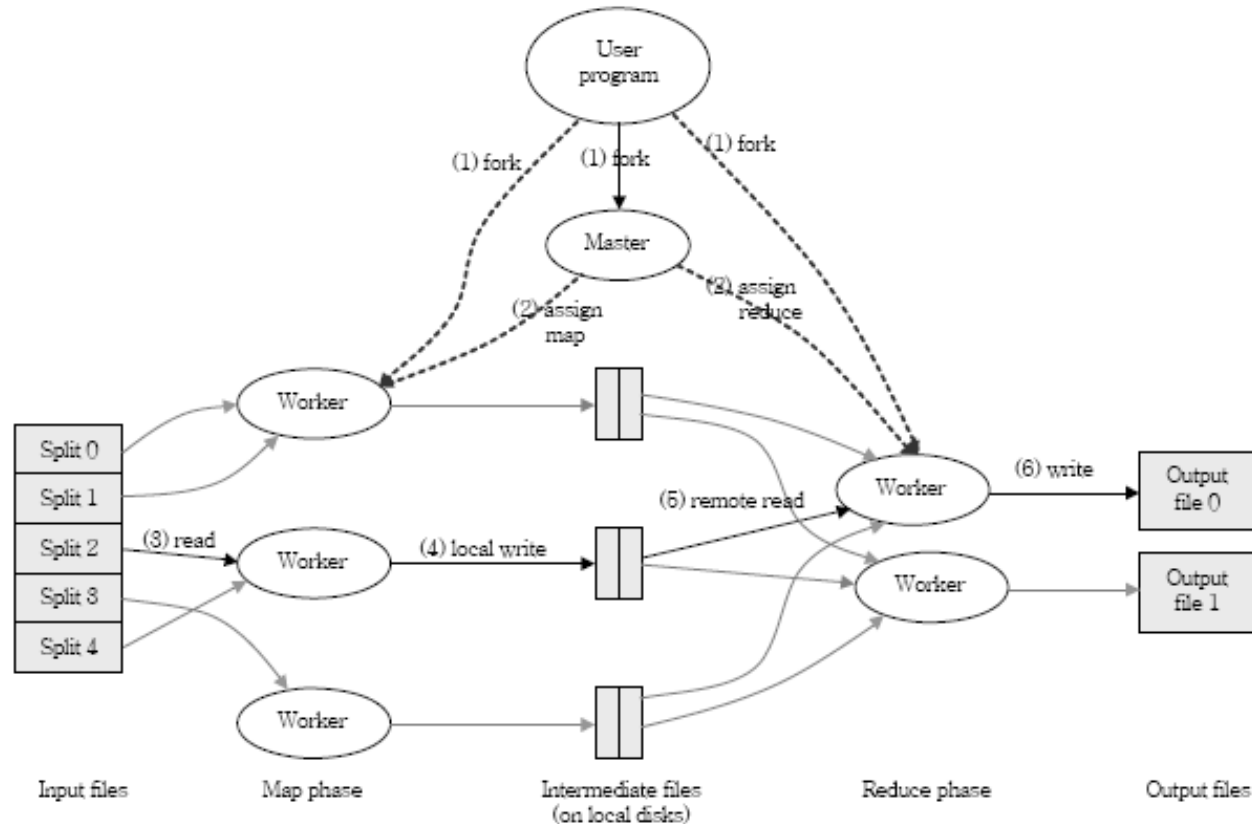 User
program
(1) fork
(1) fork
(1) fork
Master
(2) assign
map
(2) assign
reduce
Worker
Split 0
Split 1
Split 2
Split 3
Split 4
(3) read
Worker
(4) local write
(5) remote read
Worker
(6) write
Output
file 0
Worker
Output
file 1
Worker
Input files
Map phase
Intermediate files
(on local disks)
Reduce phase
Output files